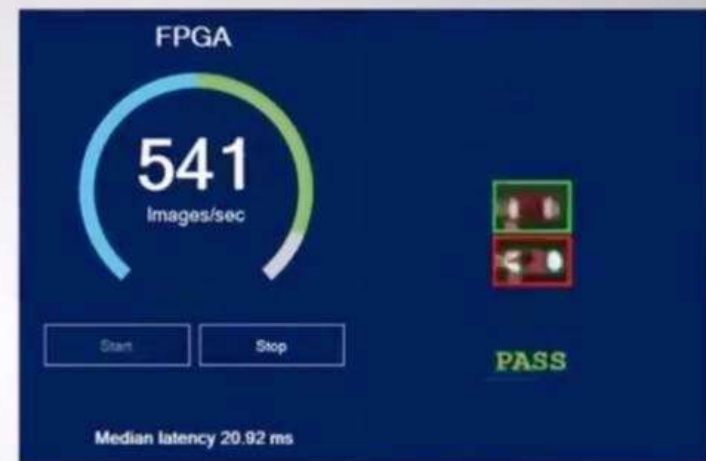 FPGA
541
Images/sec
Start
Stop
PASS
Median latency 20.92 ms